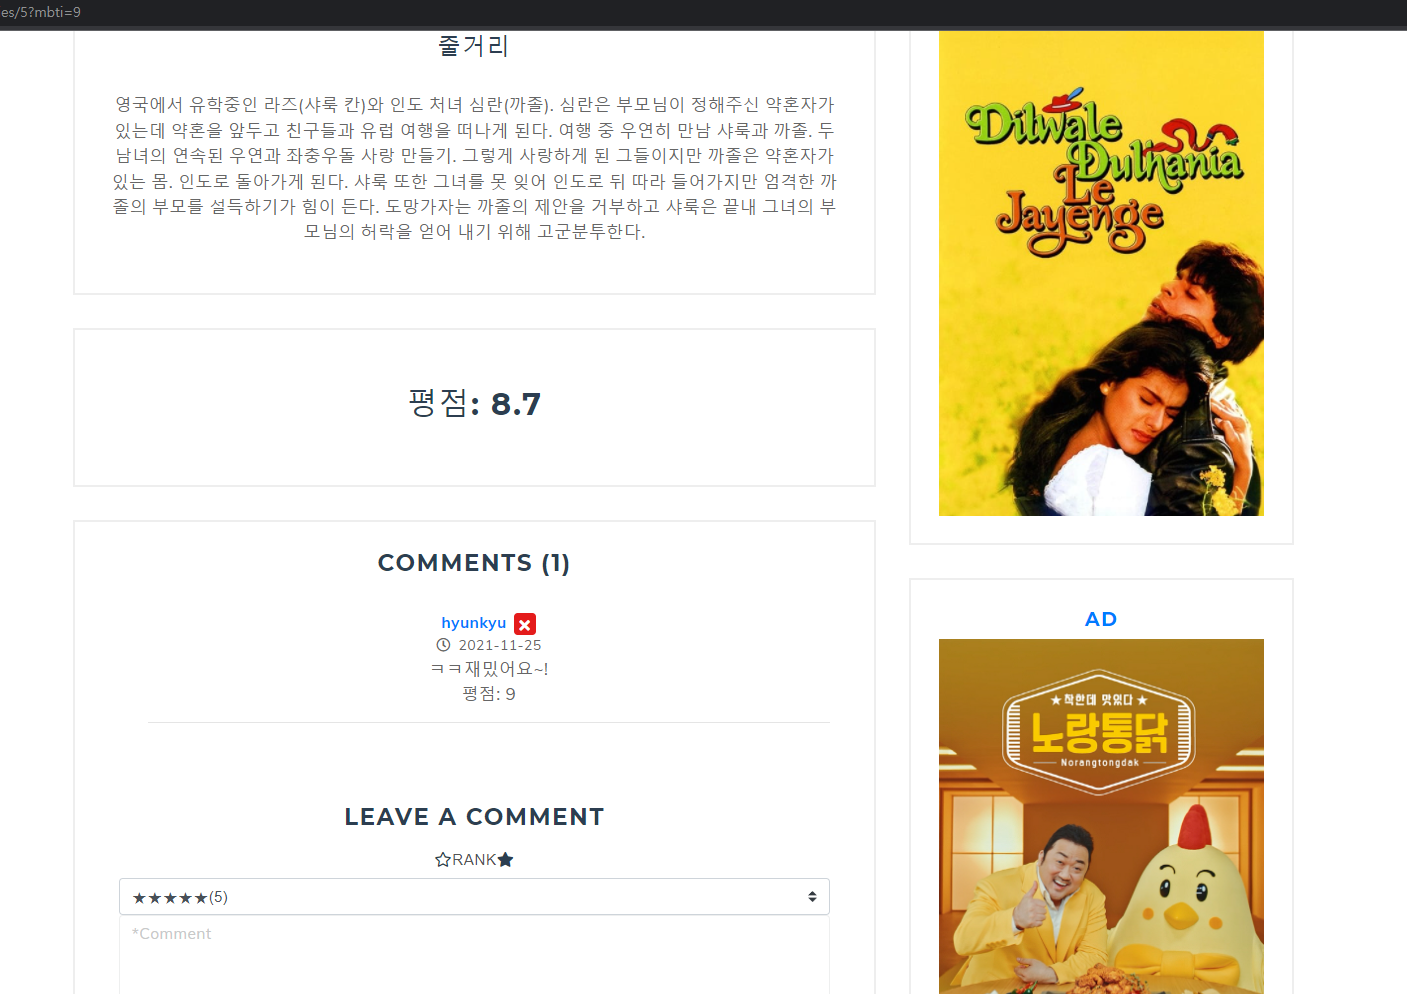 es/5?mbti=9
줄거리
영국에서 유학중인 라즈(샤룩 칸)와 인도 처녀 심란(까졸). 심란은 부모님이 정해주신 약혼자가
있는데 약혼을 앞두고 친구들과 유럽 여행을 떠나게 된다. 여행 중 우연히 만남 샤룩과 까졸. 두
남녀의 연속된 우연과 좌충우돌 사랑 만들기. 그렇게 사랑하게 된 그들이지만 까졸은 약혼자가
있는 몸. 인도로 돌아가게 된다. 샤룩 또한 그녀를 못 잊어 인도로 뒤 따라 들어가지만 엄격한 까
졸의 부모를 설득하기가 힘이 든다. 도망가자는 까졸의 제안을 거부하고 샤룩은 끝내 그녀의 부
모님의 허락을 얻어 내기 위해 고군분투한다.
평점: 8.7
COMMENTS (1)
hyunkyu
2021-11-25
ㅋㅋ재밌어요~!
평점: 9
LEAVE A COMMENT
☆RANK★
★★★★★(5)
*Comment
Dilwale
Dulhania
Le
Jayenge
AD
★착한데 맛있다★
노랑통닭
Norangtongdak